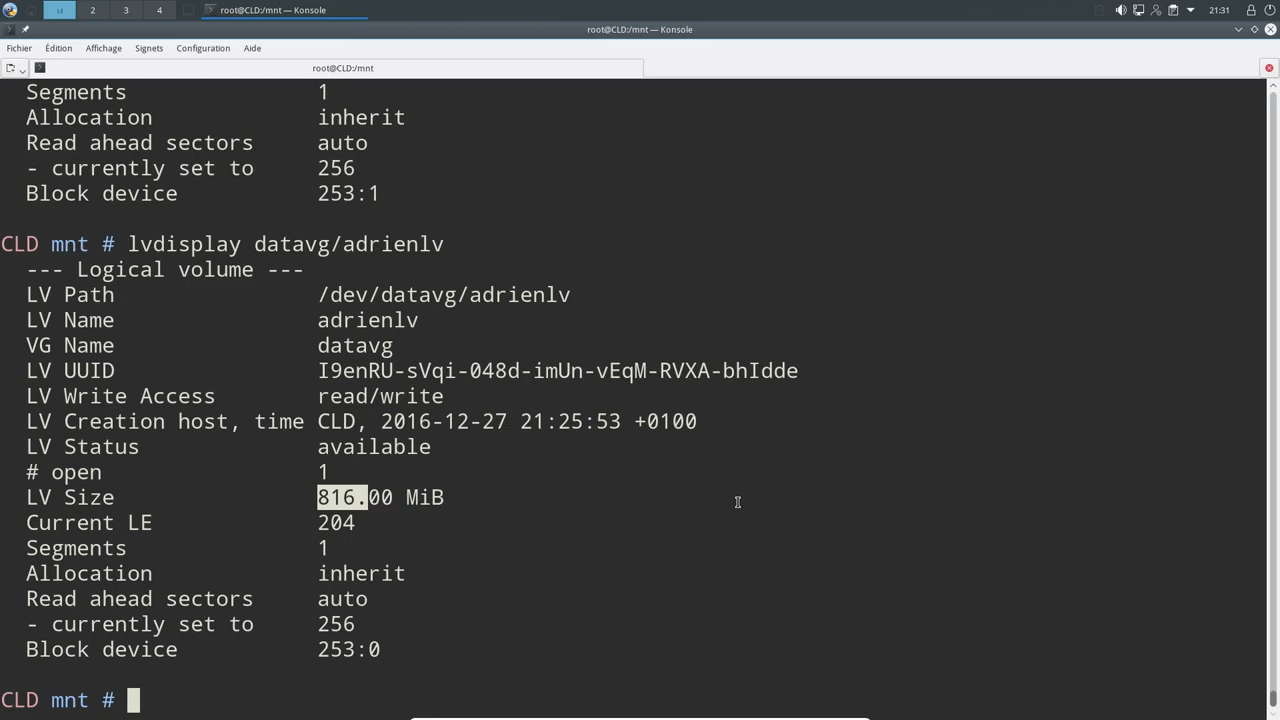 2
3
4
root@CLD:/mnt — Konsole
21:31
root@CLD:/mnt — Konsole
Fichier Édition Affichage Signets Configuration Aide
root@CLD:/mnt
Segments 1
Allocation inherit
Read ahead sectors auto
- currently set to 256
Block device 253:1
CLD mnt # lvdisplay datavg/adrienlv
--- Logical volume ---
LV Path /dev/datavg/adrienlv
LV Name adrienlv
VG Name datavg
LV UUID I9enRU-sVqi-048d-imUn-vEqM-RVXA-bhIdde
LV Write Access read/write
LV Creation host, time CLD, 2016-12-27 21:25:53 +0100
LV Status available
# open 1
LV Size 816.00 MiB
Current LE 204
Segments 1
Allocation inherit
Read ahead sectors auto
- currently set to 256
Block device 253:0
CLD mnt #